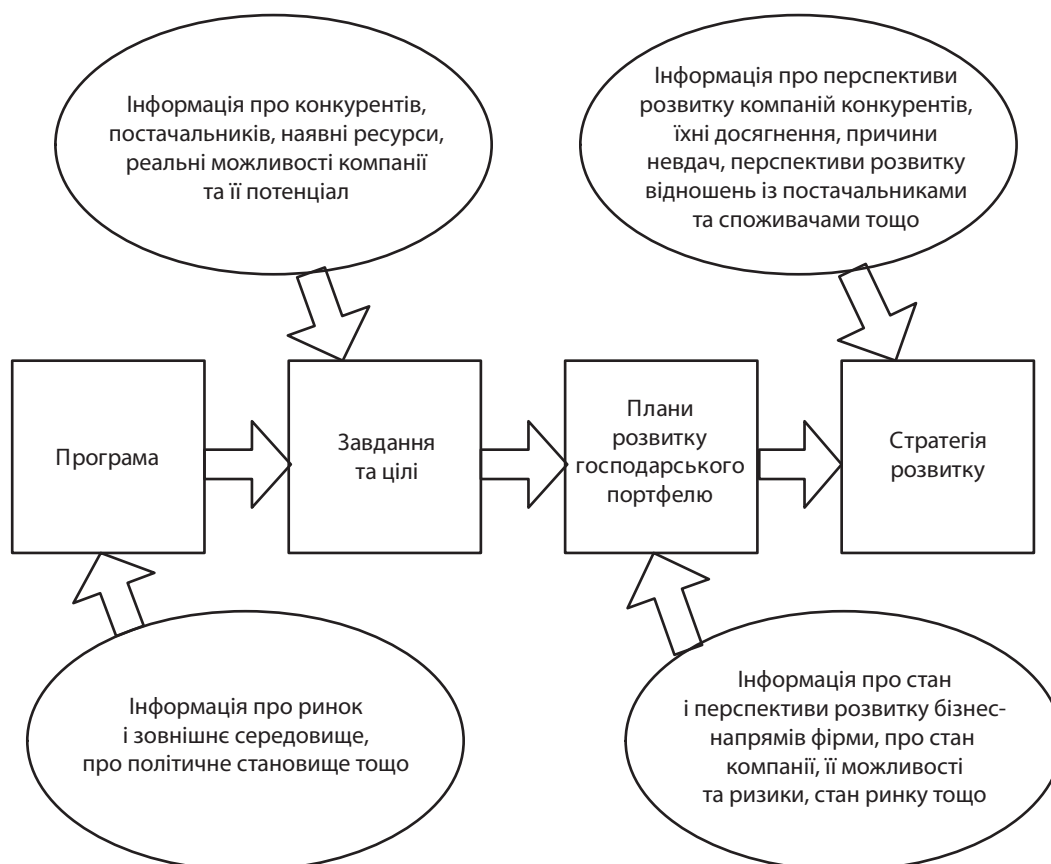 Інформація про конкурентів,
постачальників, наявні ресурси,
реальні можливості компанії
та її потенціал
Інформація про перспективи
розвитку компаній конкурентів,
їхні досягнення, причини
невдач, перспективи розвитку
відношень із постачальниками
та споживачами тощо
Програма
Завдання
та цілі
Плани
розвитку
господарського
портфелю
Стратегія
розвитку
Інформація про ринок
і зовнішнє середовище,
про політичне становище тощо
Інформація про стан
і перспективи розвитку бізнес-
напрямів фірми, про стан
компанії, її можливості
та ризики, стан ринку тощо